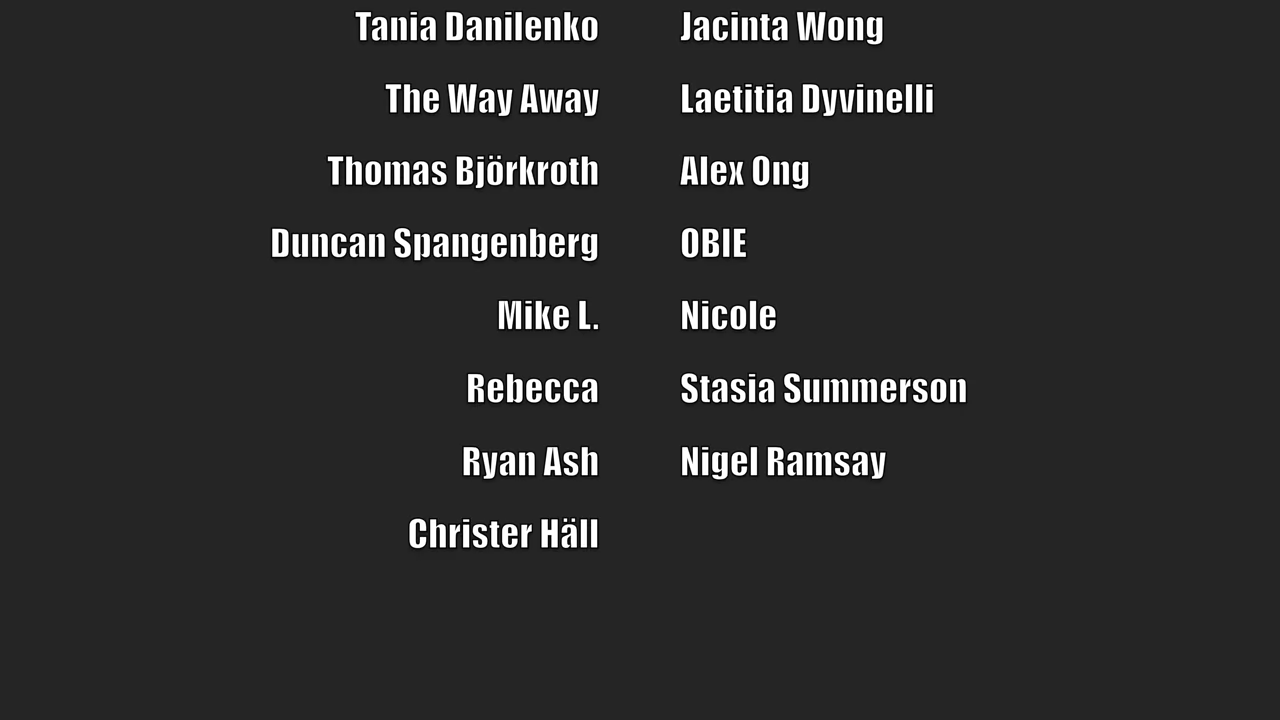 Tania Danilenko Jacinta Wong
The Way Away Laetitia Dyvinelli
Thomas Björkroth Alex Ong
Duncan Spangenberg OBIE
Mike L. Nicole
Rebecca Stasia Summerson
Ryan Ash Nigel Ramsay
Christer Häll